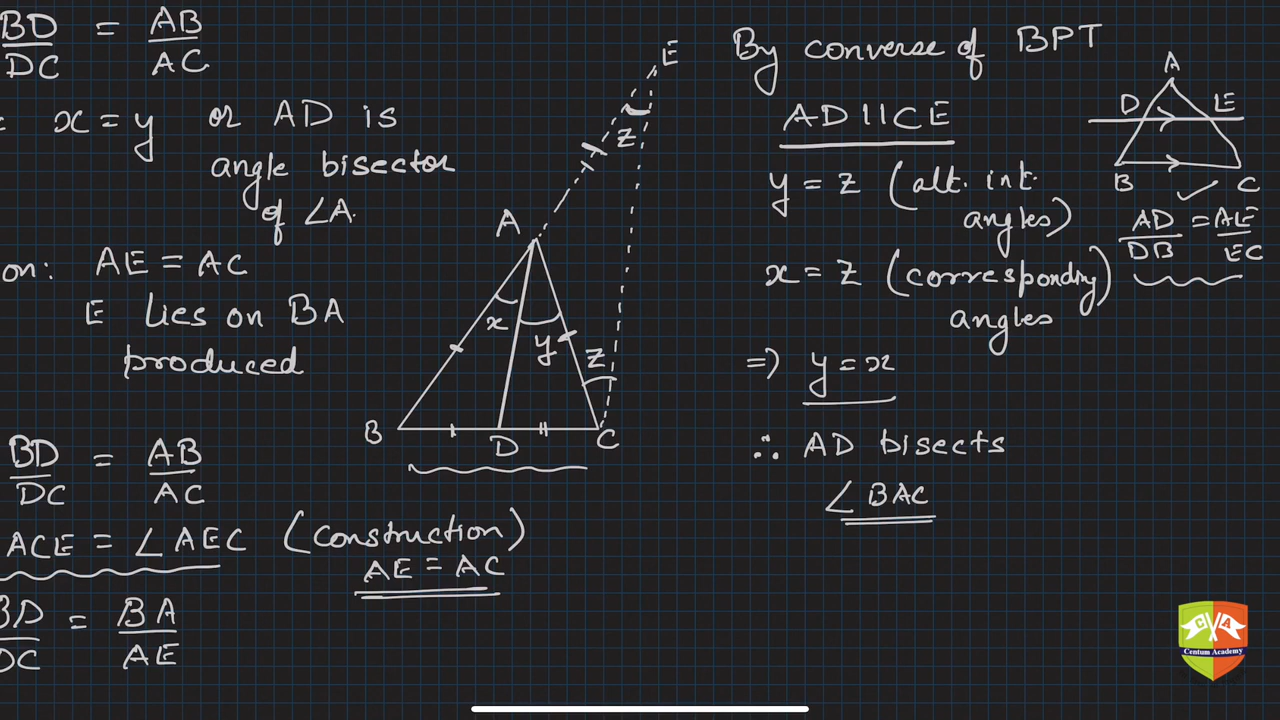 BD/DC = AB/AC
x = y or AD is
angle bisector
of ∠A.
on: AE = AC
E lies on BA
produced
BD/DC = AB/AC
ACE = ∠AEC (construction)
AE = AC
BD/DC = BA/AE
E
Z
A
x
y
Z
B
D
C
By converse of BPT
AD || CE
y = z (alt. int.
angles)
x = z (corresponding
angles)
=> y = x
∴ AD bisects
∠BAC
A
D
E
B
C
AD/DB = AE/EC
C A
Centum Academy